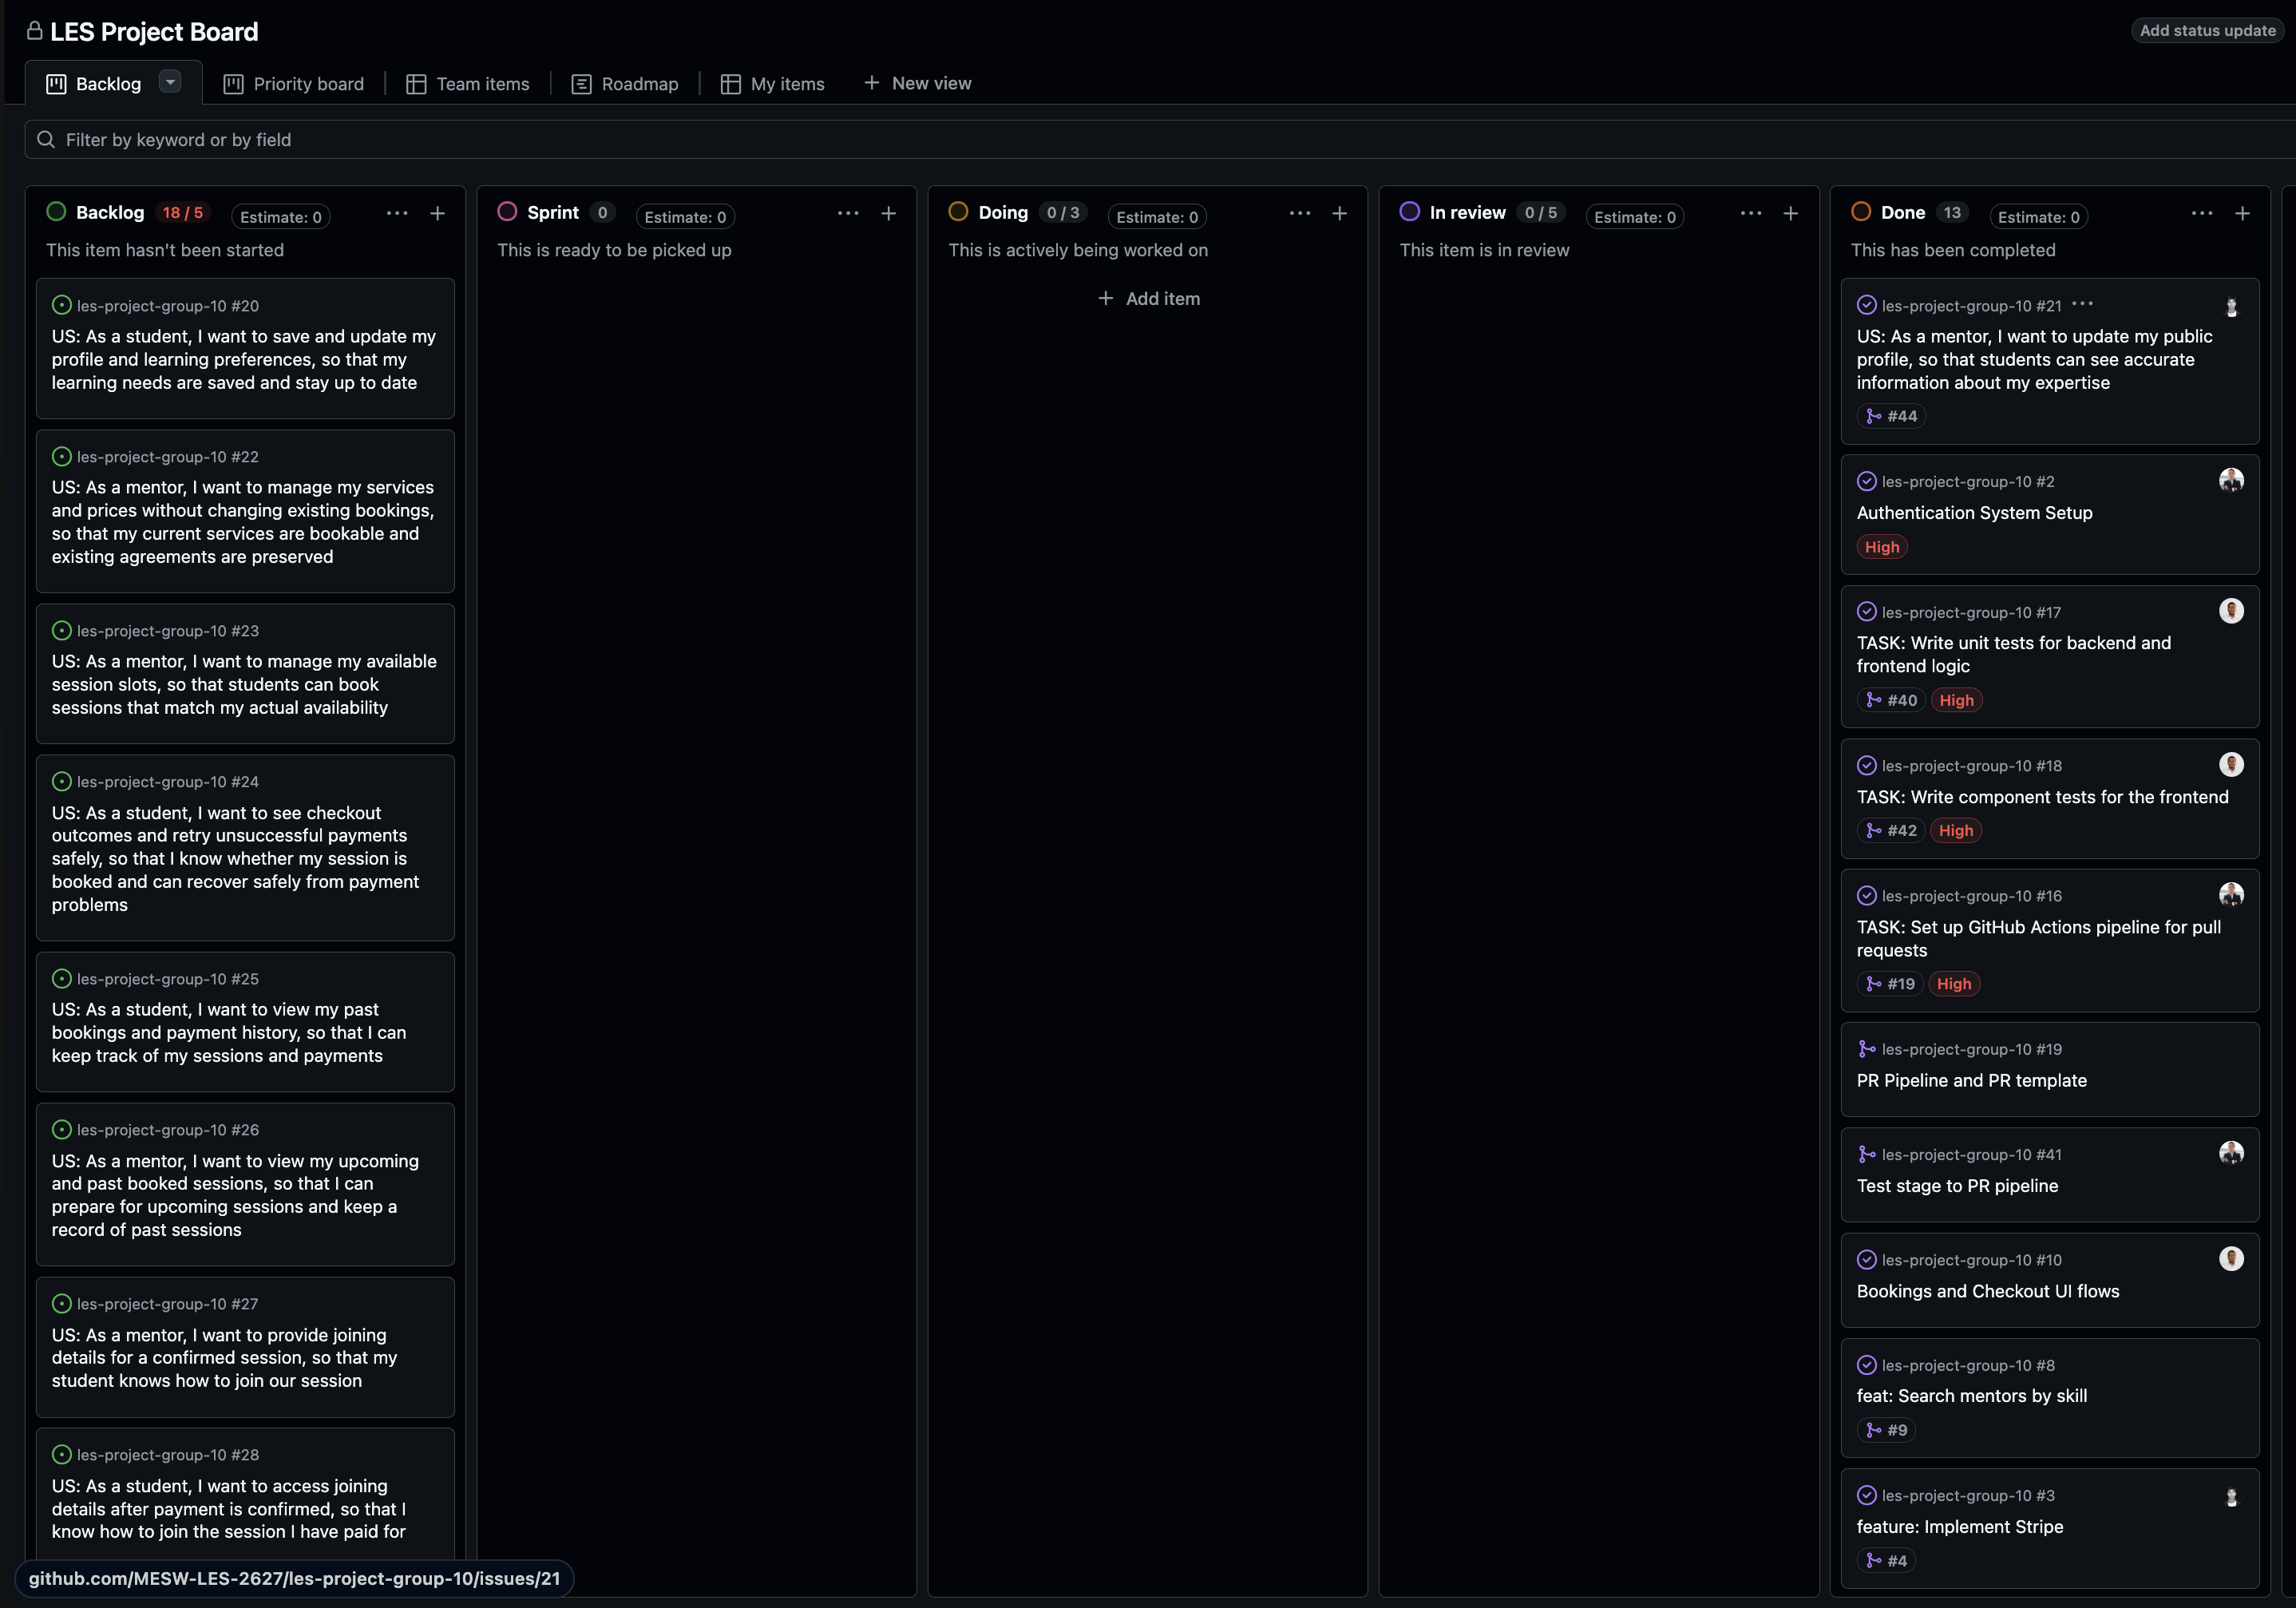 LES Project Board
Add status update
Backlog
Priority board
Team items
Roadmap
My items
New view
Filter by keyword or by field
Backlog 18 / 5 Estimate: 0
This item hasn't been started
les-project-group-10 #20
US: As a student, I want to save and update my
profile and learning preferences, so that my
learning needs are saved and stay up to date
les-project-group-10 #22
US: As a mentor, I want to manage my services
and prices without changing existing bookings,
so that my current services are bookable and
existing agreements are preserved
les-project-group-10 #23
US: As a mentor, I want to manage my available
session slots, so that students can book
sessions that match my actual availability
les-project-group-10 #24
US: As a student, I want to see checkout
outcomes and retry unsuccessful payments
safely, so that I know whether my session is
booked and can recover safely from payment
problems
les-project-group-10 #25
US: As a student, I want to view my past
bookings and payment history, so that I can
keep track of my sessions and payments
les-project-group-10 #26
US: As a mentor, I want to view my upcoming
and past booked sessions, so that I can
prepare for upcoming sessions and keep a
record of past sessions
les-project-group-10 #27
US: As a mentor, I want to provide joining
details for a confirmed session, so that my
student knows how to join our session
les-project-group-10 #28
US: As a student, I want to access joining
details after payment is confirmed, so that I
know how to join the session I have paid for
github.com/MESW-LES-2627/les-project-group-10/issues/21
Sprint 0 Estimate: 0
This is ready to be picked up
Doing 0 / 3 Estimate: 0
This is actively being worked on
Add item
In review 0 / 5 Estimate: 0
This item is in review
Done 13 Estimate: 0
This has been completed
les-project-group-10 #21
US: As a mentor, I want to update my public
profile, so that students can see accurate
information about my expertise
#44
les-project-group-10 #2
Authentication System Setup
High
les-project-group-10 #17
TASK: Write unit tests for backend and
frontend logic
#40 High
les-project-group-10 #18
TASK: Write component tests for the frontend
#42 High
les-project-group-10 #16
TASK: Set up GitHub Actions pipeline for pull
requests
#19 High
les-project-group-10 #19
PR Pipeline and PR template
les-project-group-10 #41
Test stage to PR pipeline
les-project-group-10 #10
Bookings and Checkout UI flows
les-project-group-10 #8
feat: Search mentors by skill
#9
les-project-group-10 #3
feature: Implement Stripe
#4